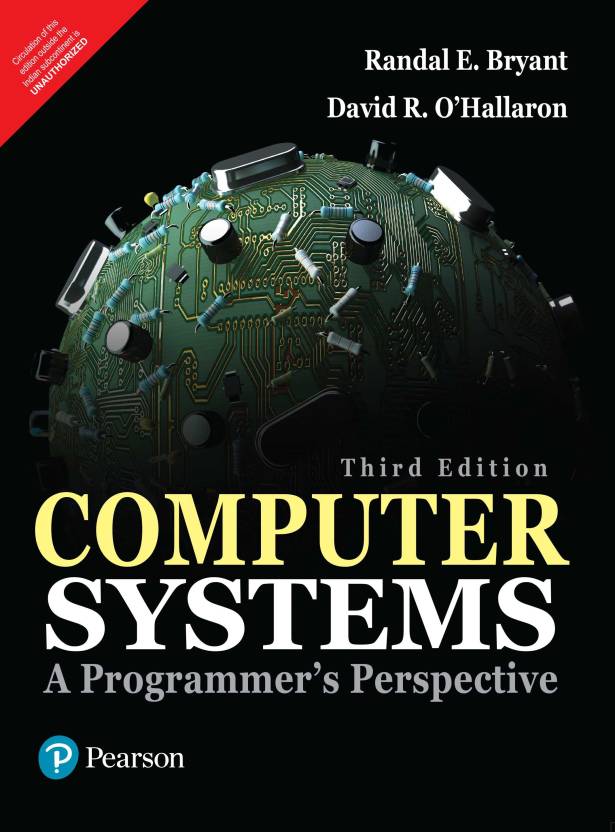 Circulation of this
edition outside the
Indian subcontinent is
UNAUTHORIZED
Randal E. Bryant
David R. O'Hallaron
Third Edition
COMPUTER
SYSTEMS
A Programmer's Perspective
Pearson